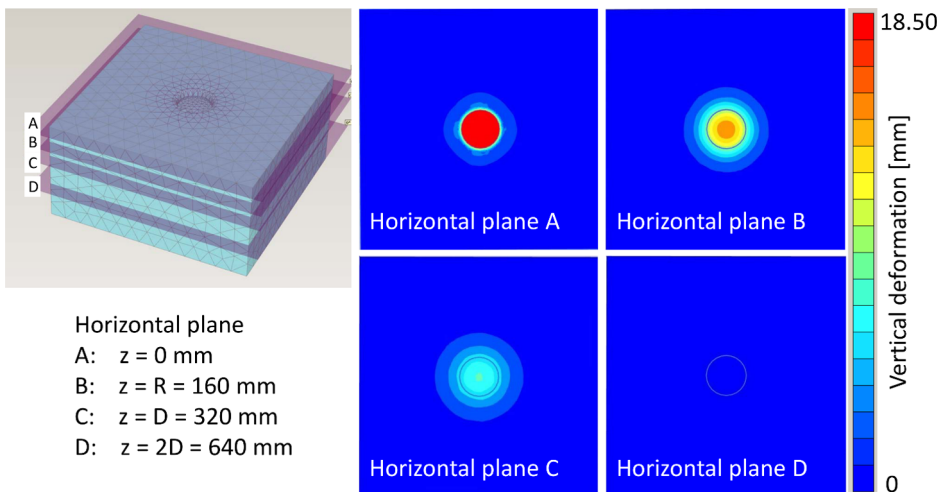 A
B
C
D
Horizontal plane
A: z = 0 mm
B: z = R = 160 mm
C: z = D = 320 mm
D: z = 2D = 640 mm
Horizontal plane A
Horizontal plane B
Horizontal plane C
Horizontal plane D
18.50
Vertical deformation [mm]
0